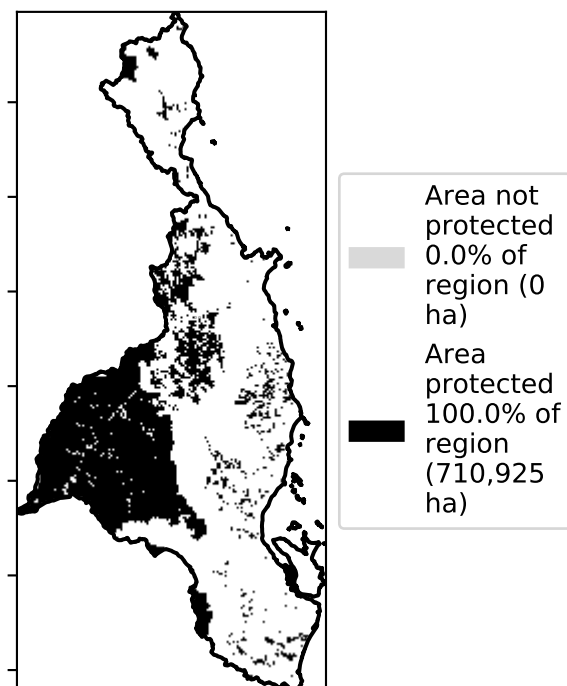 Area not
protected
0.0% of
region (0
ha)
Area
protected
100.0% of
region
(710,925
ha)